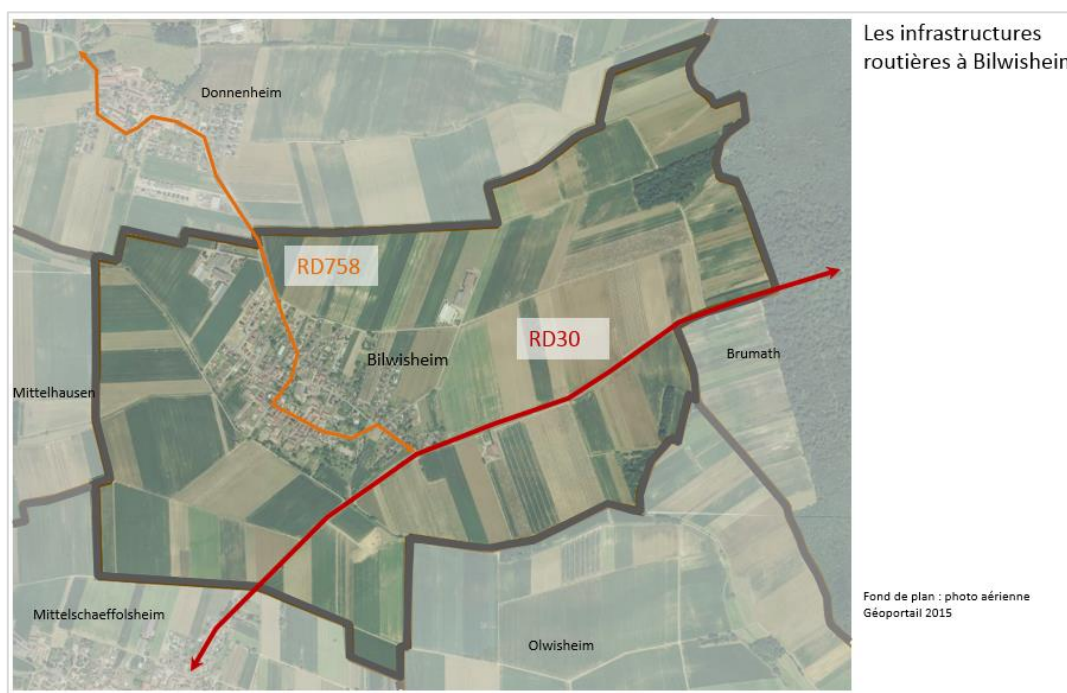 Les infrastructures
routières à Bilwisheim
Donnenheim
RD758
RD30
Bilwisheim
Brumath
Mittelhausen
Mittelschaeffolsheim
Olwisheim
Fond de plan : photo aérienne
Géoportail 2015